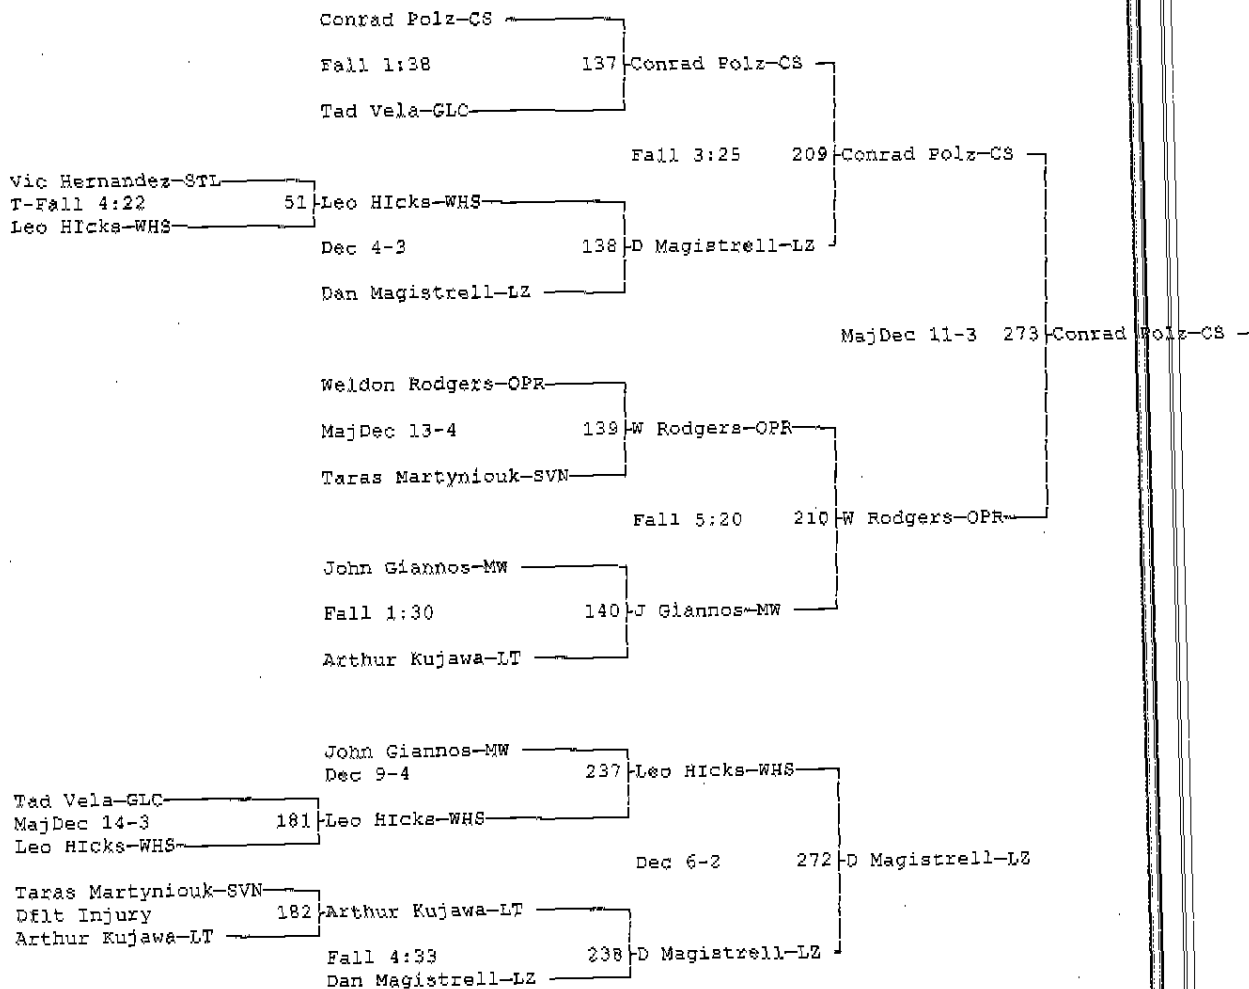 Conrad Polz-CS
Fall 1:38 137 Conrad Polz-CS
Tad Vela-GLC
Fall 3:25 209 Conrad Polz-CS
Vic Hernandez-STL
T-Fall 4:22 51 Leo HIcks-WHS
Leo HIcks-WHS
Dec 4-3 138 D Magistrell-LZ
Dan Magistrell-LZ
MajDec 11-3 273 Conrad Polz-CS
Weldon Rodgers-OPR
MajDec 13-4 139 W Rodgers-OPR
Taras Martyniouk-SVN
Fall 5:20 210 W Rodgers-OPR
John Giannos-MW
Fall 1:30 140 J Giannos-MW
Arthur Kujawa-LT
John Giannos-MW
Dec 9-4 237 Leo HIcks-WHS
Tad Vela-GLC
MajDec 14-3 181 Leo HIcks-WHS
Leo HIcks-WHS
Dec 6-2 272 D Magistrell-LZ
Taras Martyniouk-SVN
Dflt Injury 182 Arthur Kujawa-LT
Arthur Kujawa-LT
Fall 4:33 238 D Magistrell-LZ
Dan Magistrell-LZ